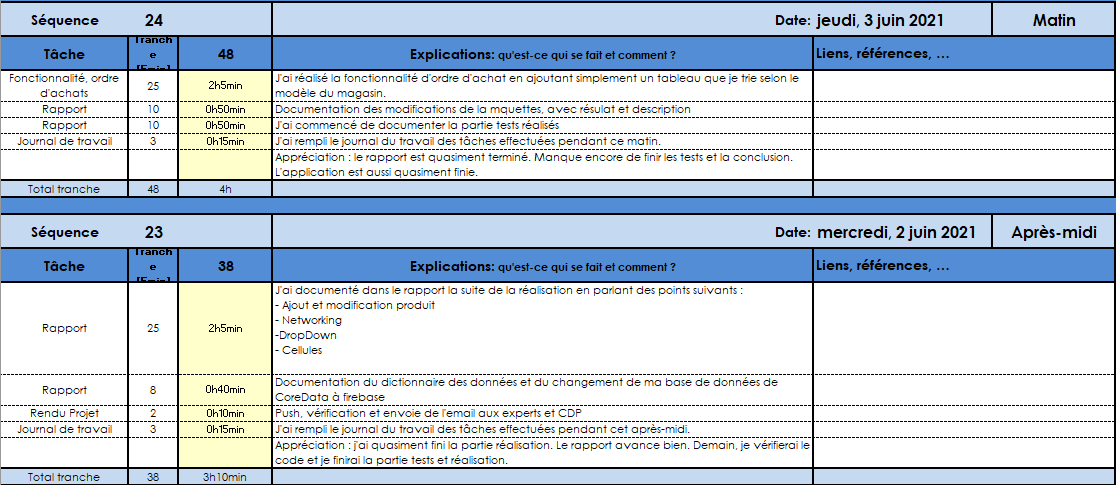 Séquence 24 Date: jeudi, 3 juin 2021 Matin
Tâche Tranch e [5min] 48 Explications: qu'est-ce qui se fait et comment ? Liens, références, ...
Fonctionnalité, ordre d'achats 25 2h5min J'ai réalisé la fonctionnalité d'ordre d'achat en ajoutant simplement un tableau que je trie selon le
modèle du magasin.
Rapport 10 0h50min Documentation des modifications de la mquettes, avec résulat et description
Rapport 10 0h50min J'ai commencé de documenter la partie tests réalisés
Journal de travail 3 0h15min J'ai rempli le journal du travail des tâches effectuées pendant ce matin.
Appréciation : le rapport est quasiment terminé. Manque encore de finir les tests et la conclusion.
L'application est aussi quasiment finie.
Total tranche 48 4h
Séquence 23 Date: mercredi, 2 juin 2021 Après-midi
Tâche Tranch e [5min] 38 Explications: qu'est-ce qui se fait et comment ? Liens, références, ...
J'ai documenté dans le rapport la suite de la réalisation en parlant des points suivants :
- Ajout et modification produit
- Networking
Rapport 25 2h5min
-DropDown
- Cellules
Rapport 8 0h40min Documentation du dictionnaire des données et du changement de ma base de données de
CoreData à firebase
Rendu Projet 2 0h10min Push, vérification et envoie de l'email aux experts et CDP
Journal de travail 3 0h15min J'ai rempli le journal du travail des tâches effectuées pendant cet après-midi.
Appréciation : j'ai quasiment fini la partie réalisation. Le rapport avance bien. Demain, je vérifierai le
code et je finirai la partie tests et réalisation.
Total tranche 38 3h10min